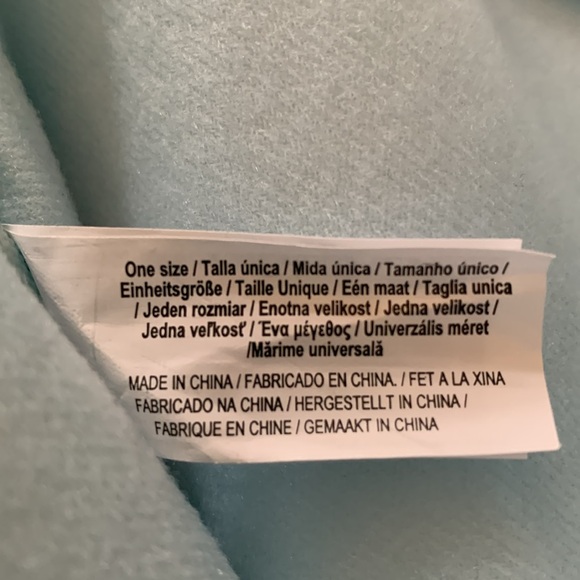 One size / Talla única / Mida única / Tamanho único /
Einheitsgröße / Taille Unique / Eén maat / Taglia unica
/ Jeden rozmiar / Enotna velikost / Jedna velikost /
Jedna veľkosť / Ένα μέγεθος / Univerzális méret
/Mărime universală
MADE IN CHINA / FABRICADO EN CHINA. / FET A LA XINA
FABRICADO NA CHINA / HERGESTELLT IN CHINA /
FABRIQUE EN CHINE / GEMAAKT IN CHINA